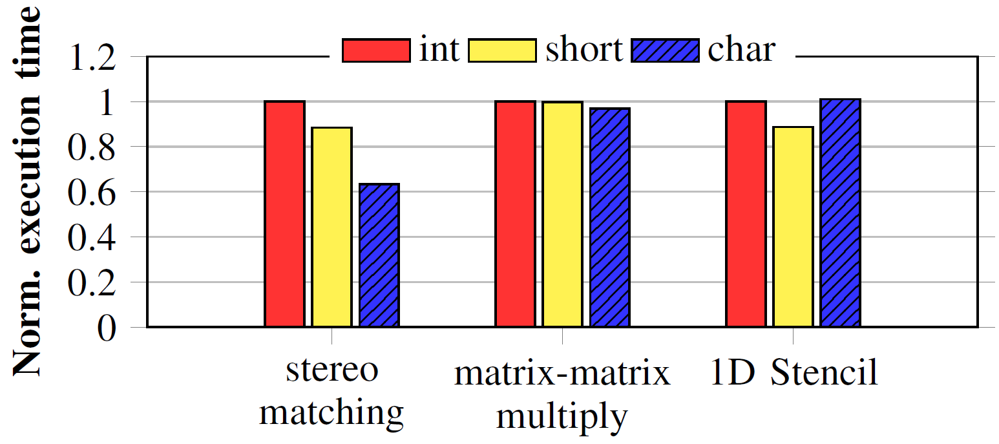 Norm. execution time
int short char
1.2
1
0.8
0.6
0.4
0.2
0
stereo
matching
matrix-matrix
multiply
1D Stencil